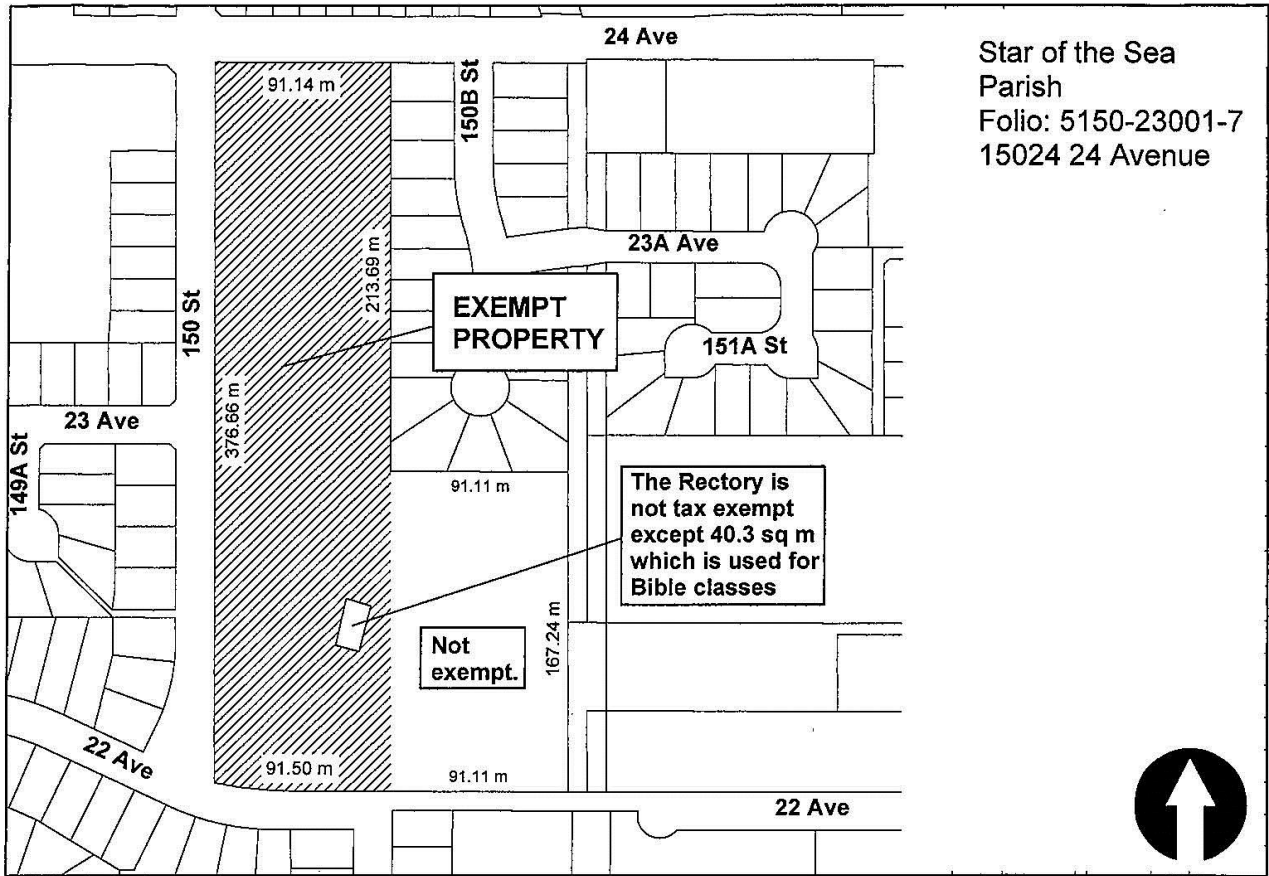 24 Ave
Star of the Sea
Parish
Folio: 5150-23001-7
15024 24 Avenue
91.14 m
150B St
23A Ave
213.69 m
EXEMPT
PROPERTY
150 St
151A St
376.66 m
23 Ave
149A St
91.11 m
The Rectory is
not tax exempt
except 40.3 sq m
which is used for
Bible classes
Not
exempt.
167.24 m
22 Ave
91.50 m
91.11 m
22 Ave